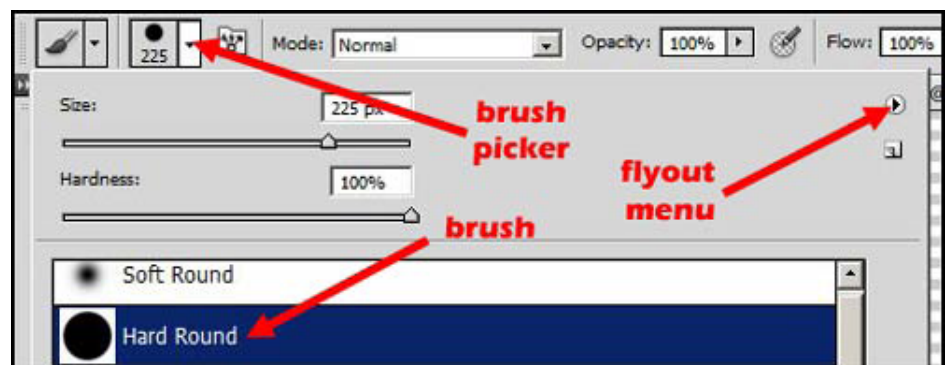 225 Mode: Normal Opacity: 100% Flow: 100%
Size: 225 px
brush
picker
flyout
menu
Hardness: 100%
brush
Soft Round
Hard Round